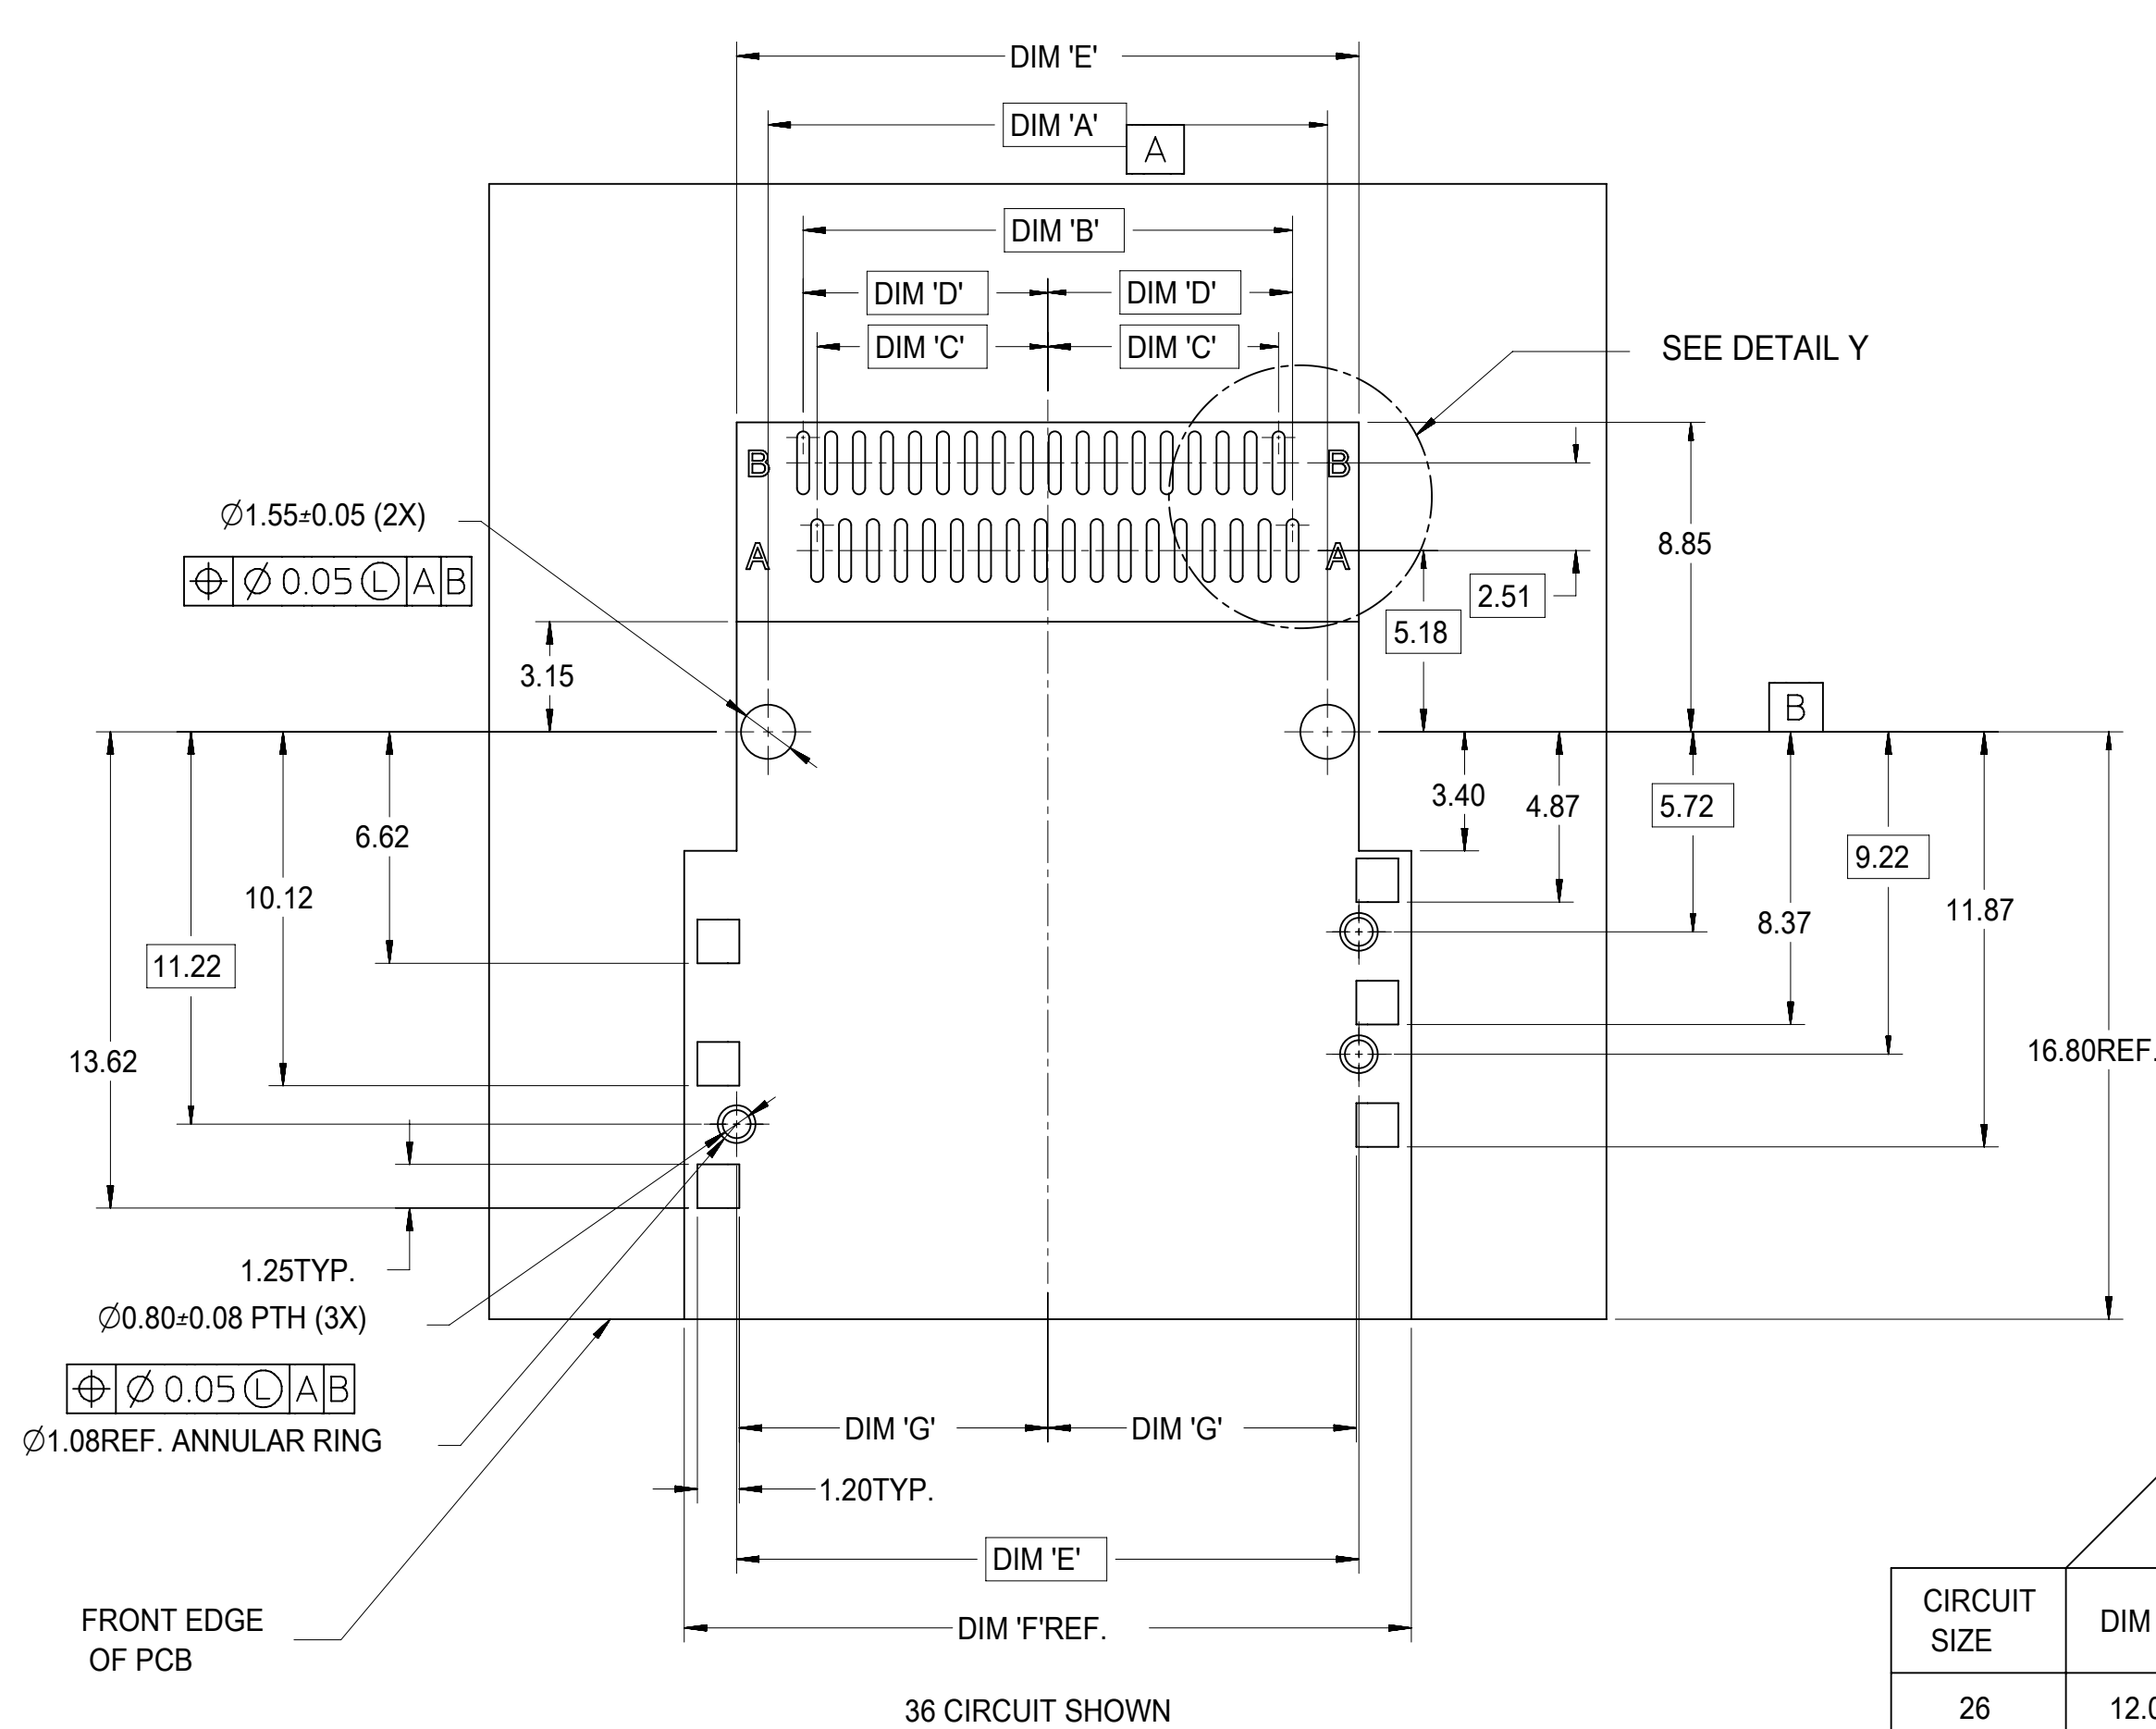 DIM 'E'
DIM 'A'
A
DIM 'B'
DIM 'D' DIM 'D'
DIM 'C' DIM 'C'
SEE DETAIL Y
B B
A A
Ø1.55±0.05 (2X)
⌖ Ø 0.05 Ⓛ A B
8.85
2.51
5.18
3.15
B
3.40
4.87
5.72
9.22
8.37
11.87
16.80REF.
6.62
10.12
11.22
13.62
1.25TYP.
Ø0.80±0.08 PTH (3X)
⌖ Ø 0.05 Ⓛ A B
Ø1.08REF. ANNULAR RING
DIM 'G' DIM 'G'
1.20TYP.
DIM 'E'
FRONT EDGE
OF PCB
DIM 'F'REF.
36 CIRCUIT SHOWN
CIRCUIT
SIZE
DIM
26